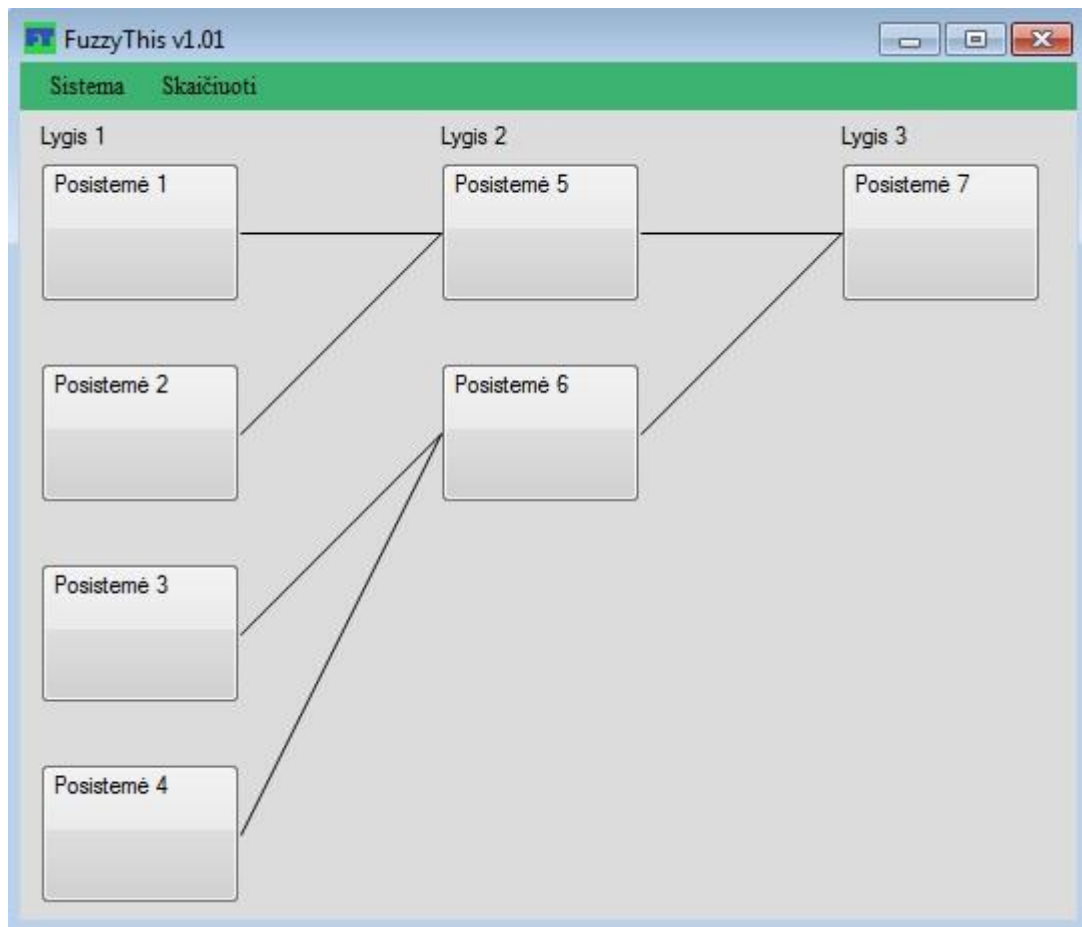 FT FuzzyThis v1.01
Sistema Skaičiuoti
Lygis 1 Lygis 2 Lygis 3
Posistemė 1 Posistemė 5 Posistemė 7
Posistemė 2 Posistemė 6
Posistemė 3
Posistemė 4